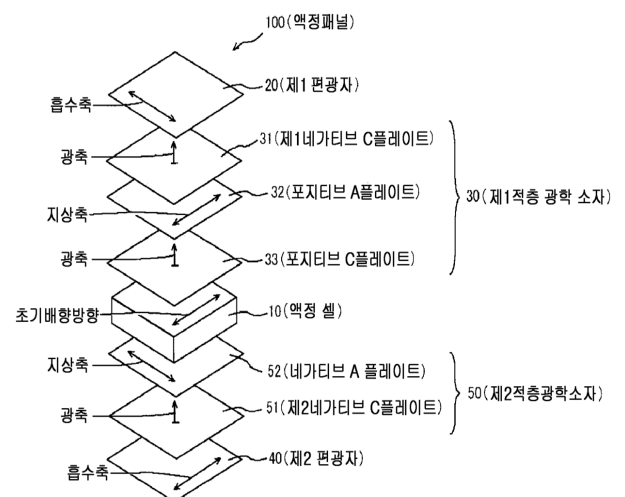 100(액정패널)
20(제1 편광자)
흡수축
31(제1네가티브 C플레이트)
광축
32(포지티브 A플레이트)
30(제1적층 광학 소자)
지상축
광축
33(포지티브 C플레이트)
초기배향방향
10(액정 셀)
지상축
52(네가티브 A 플레이트)
50(제2적층광학소자)
광축
51(제2네가티브 C플레이트)
40(제2 편광자)
흡수축